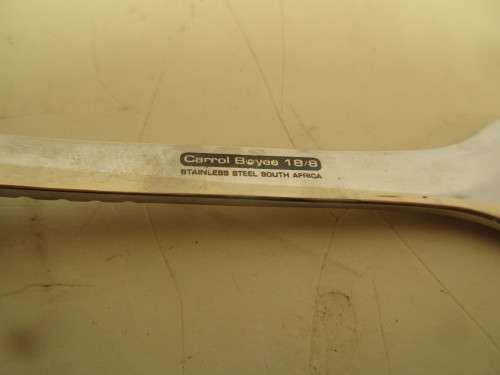 Carrol Boyes 18/8
STAINLESS STEEL SOUTH AFRICA